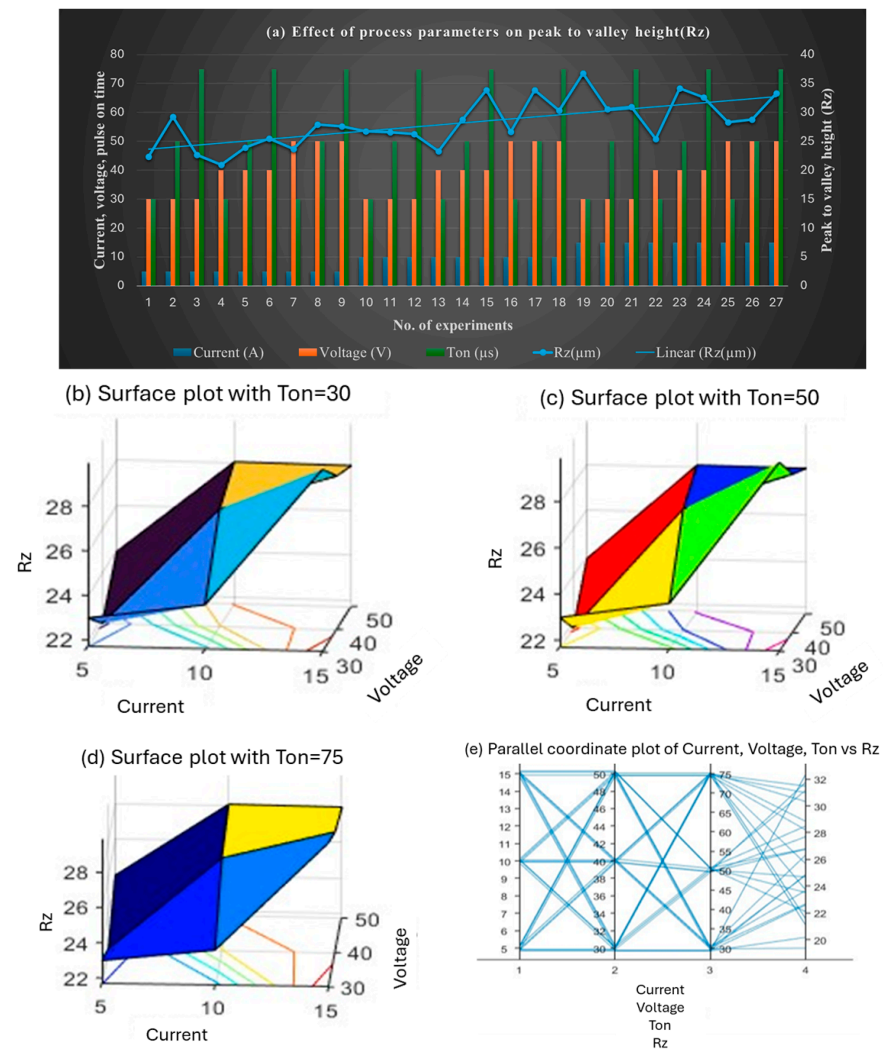 (a) Effect of process parameters on peak to valley height(Rz)
80
70
60
50
40
30
20
10
0
Current, voltage, pulse on time
40
35
30
25
20
15
10
5
0
Peak to valley height (Rz)
1 2 3 4 5 6 7 8 9 10 11 12 13 14 15 16 17 18 19 20 21 22 23 24 25 26 27
No. of experiments
Current (A) Voltage (V) Ton (µs) Rz(µm) Linear (Rz(µm))
(b) Surface plot with Ton=30
28
26
24
22
Rz
5 10 15
30 40 50
Current
Voltage
(c) Surface plot with Ton=50
28
26
24
22
Rz
5 10 15
30 40 50
Current
Voltage
(d) Surface plot with Ton=75
28
26
24
22
Rz
5 10 15
50
40
30
Current
Voltage
(e) Parallel coordinate plot of Current, Voltage, Ton vs Rz
15
14
13
12
11
10
9
8
7
6
5
50
48
46
44
42
40
38
36
34
32
30
75
70
65
60
55
50
45
40
35
30
32
30
28
26
24
22
20
1 2 3 4
Current
Voltage
Ton
Rz